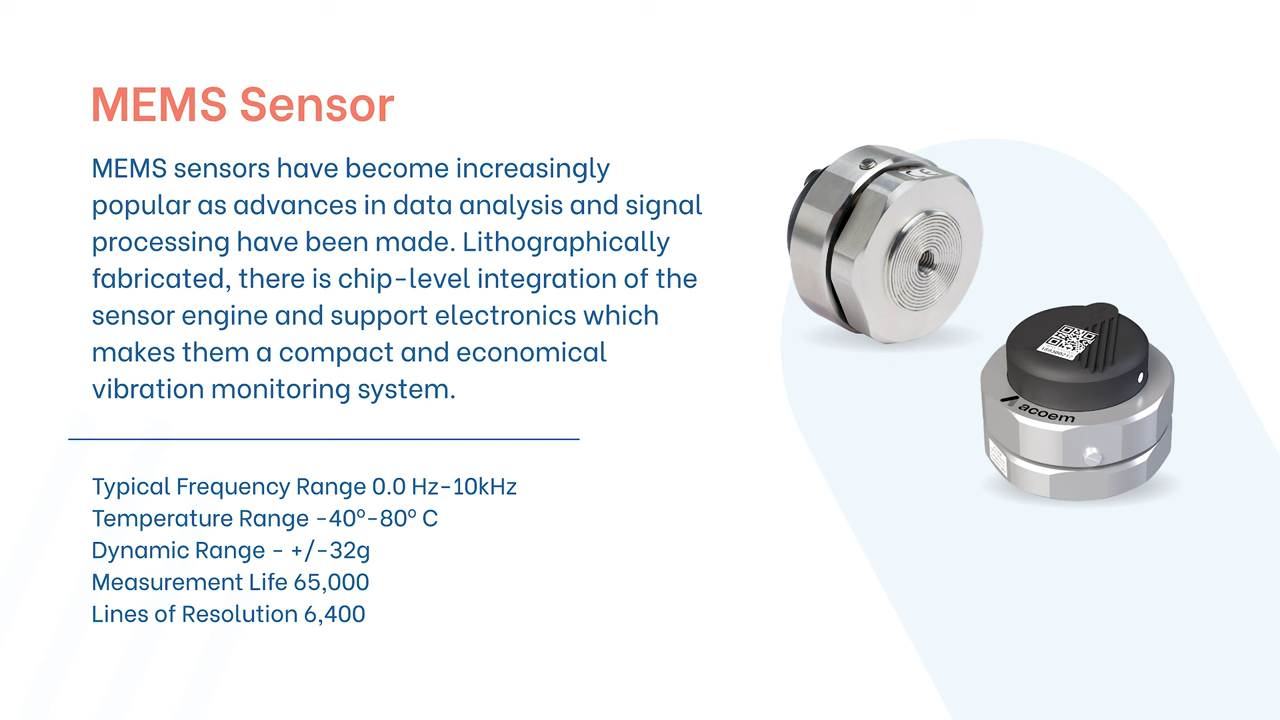 MEMS Sensor
MEMS sensors have become increasingly
popular as advances in data analysis and signal
processing have been made. Lithographically
fabricated, there is chip-level integration of the
sensor engine and support electronics which
makes them a compact and economical
vibration monitoring system.
Typical Frequency Range 0.0 Hz-10kHz
Temperature Range -40°-80° C
Dynamic Range - +/-32g
Measurement Life 65,000
Lines of Resolution 6,400
CE
acoem